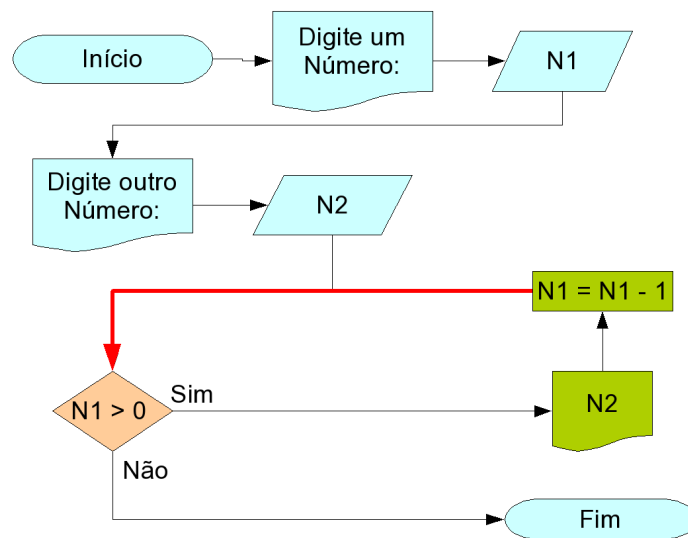 Início
Digite um
Número:
N1
Digite outro
Número:
N2
N1 = N1 - 1
N1 > 0
Sim
N2
Não
Fim